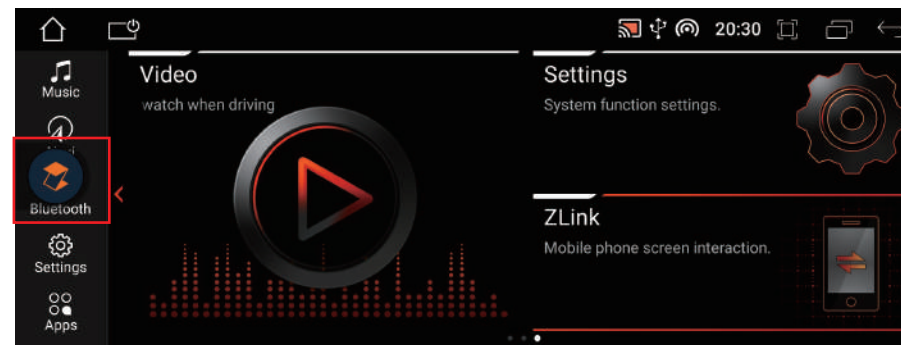 20:30
Music
Bluetooth
Settings
Apps
Video
watch when driving
Settings
System function settings.
ZLink
Mobile phone screen interaction.